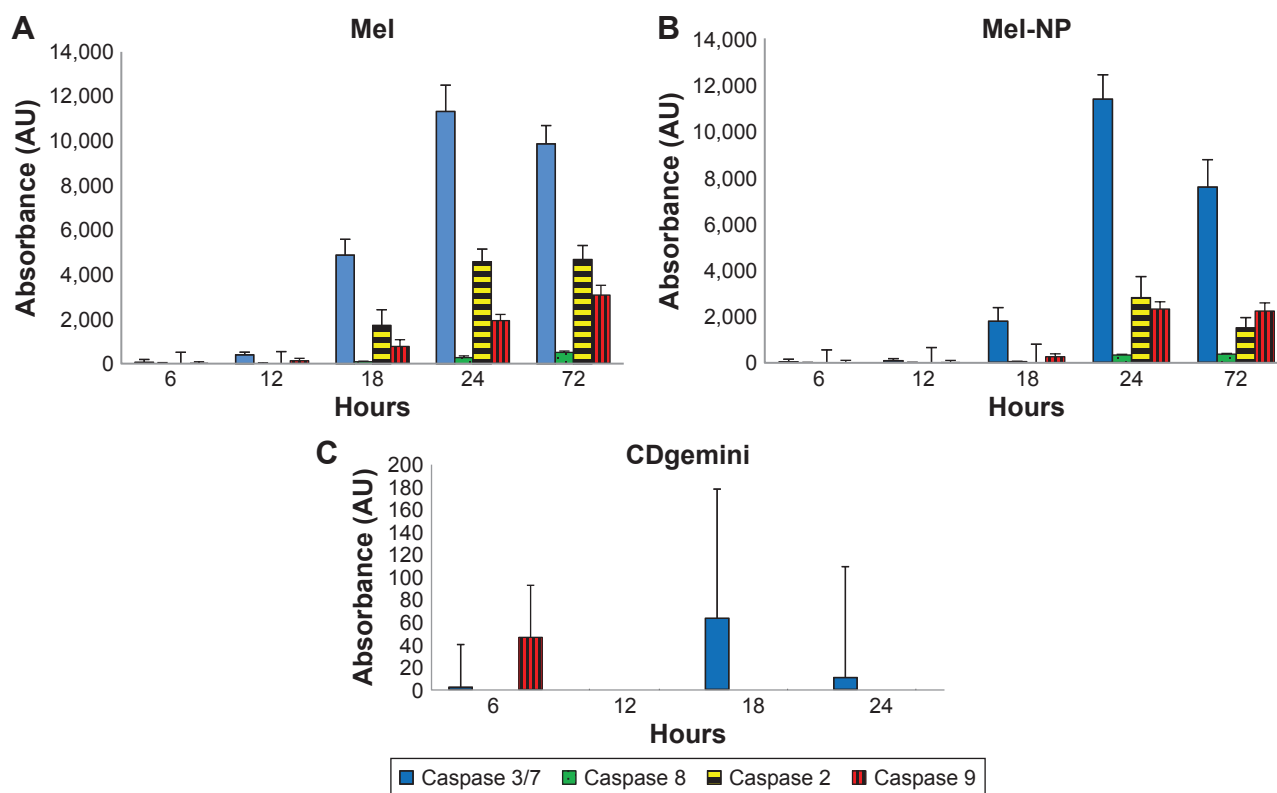 A
Mel
14,000
12,000
10,000
8,000
6,000
4,000
2,000
0
Absorbance (AU)
6 12 18 24 72
Hours
B
Mel-NP
14,000
12,000
10,000
8,000
6,000
4,000
2,000
0
Absorbance (AU)
6 12 18 24 72
Hours
C
CDgemini
200
180
160
140
120
100
80
60
40
20
0
Absorbance (AU)
6 12 18 24
Hours
Caspase 3/7 Caspase 8 Caspase 2 Caspase 9